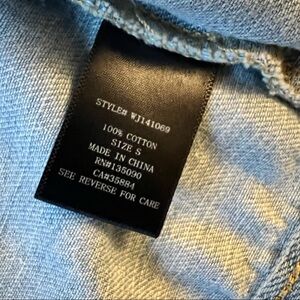 STYLE# WJ141069
100% COTTON
SIZE S
MADE IN CHINA
RN#135090
CA#35884
SEE REVERSE FOR CARE